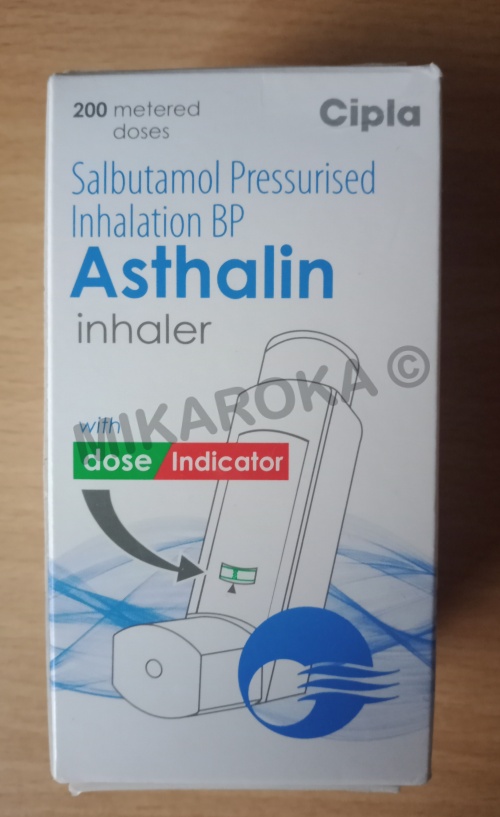 200 metered
doses
Cipla
Salbutamol Pressurised
Inhalation BP
Asthalin
inhaler
with
dose Indicator
MIKAROKA ©